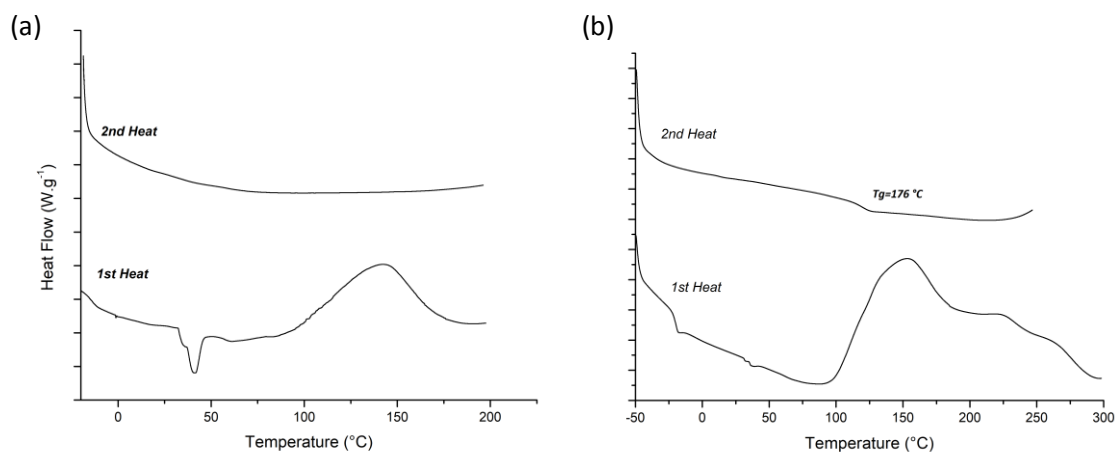 (a)
2nd Heat
1st Heat
Heat Flow (W.g⁻¹)
0 50 100 150 200
Temperature (°C)
(b)
2nd Heat
Tg=176 °C
1st Heat
-50 0 50 100 150 200 250 300
Temperature (°C)